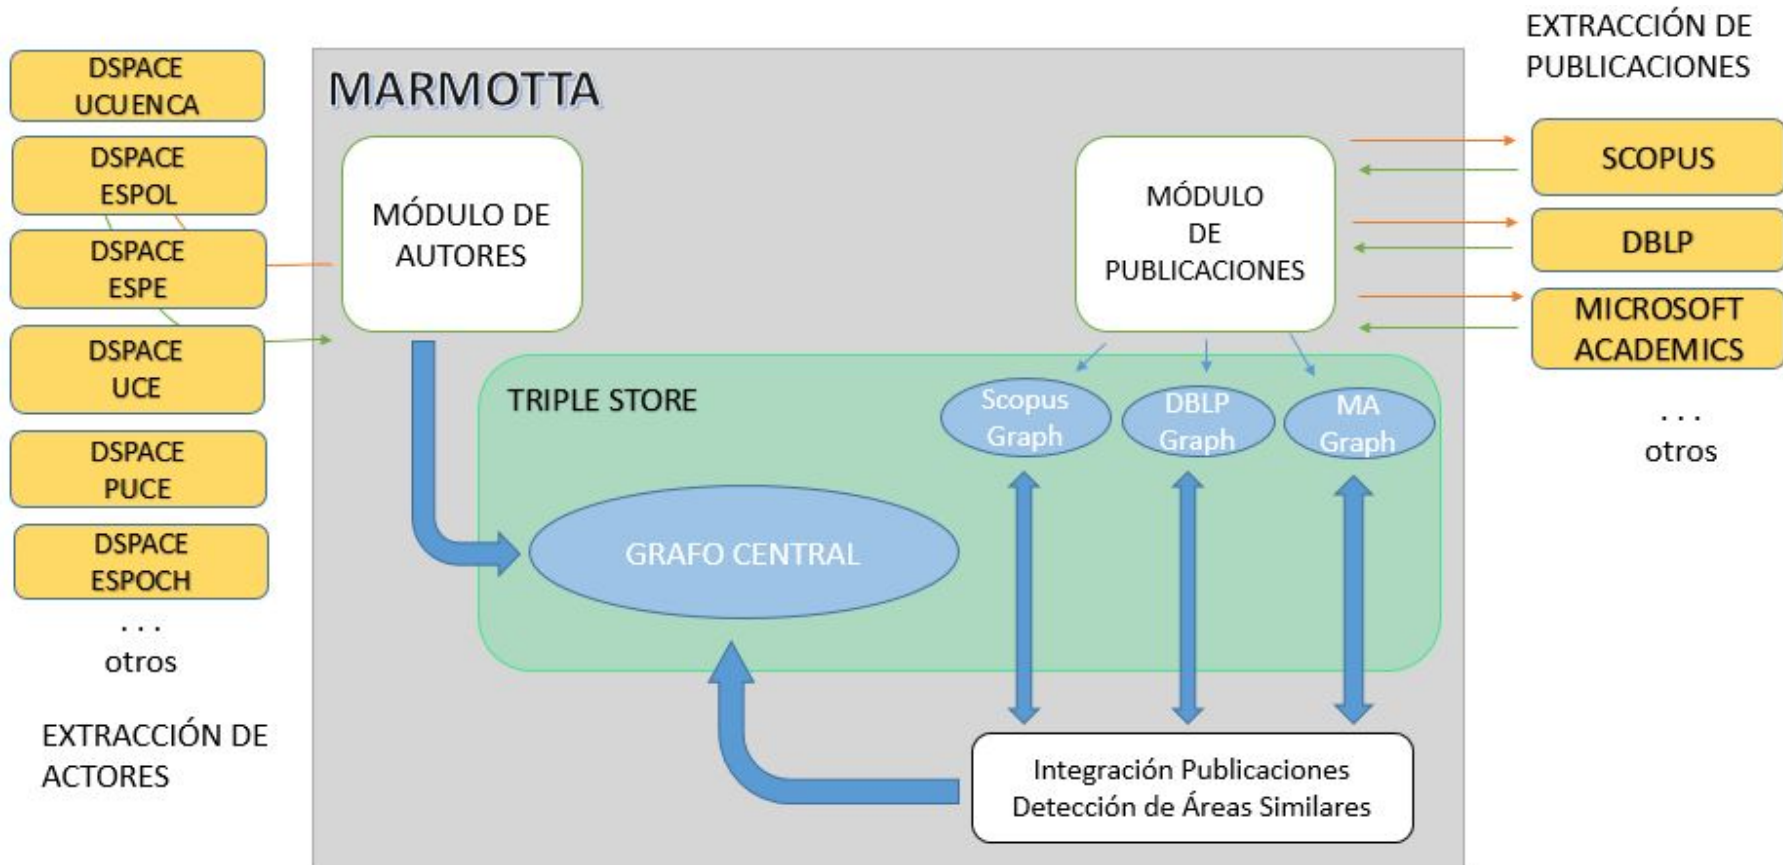 DSPACE
UCUENCA
DSPACE
ESPOL
DSPACE
ESPE
DSPACE
UCE
DSPACE
PUCE
DSPACE
ESPOCH
. . .
otros
EXTRACCIÓN DE
ACTORES
MARMOTTA
MÓDULO DE
AUTORES
MÓDULO
DE
PUBLICACIONES
TRIPLE STORE
Scopus
Graph
DBLP
Graph
MA
Graph
GRAFO CENTRAL
Integración Publicaciones
Detección de Áreas Similares
EXTRACCIÓN DE
PUBLICACIONES
SCOPUS
DBLP
MICROSOFT
ACADEMICS
. . .
otros